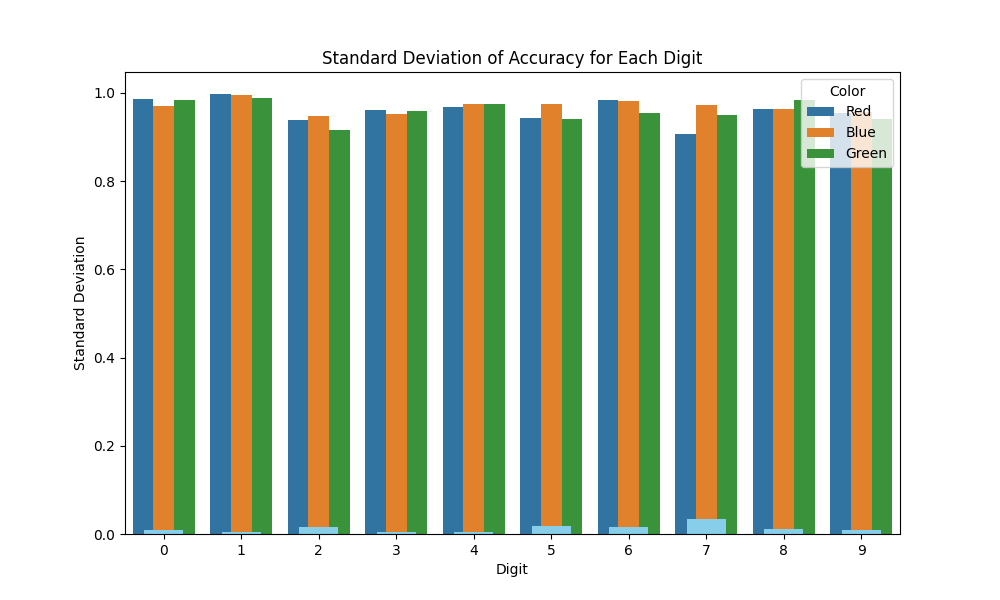 Standard Deviation of Accuracy for Each Digit
Color
Red
Blue
Green
1.0
0.8
0.6
0.4
0.2
0.0
Standard Deviation
0 1 2 3 4 5 6 7 8 9
Digit